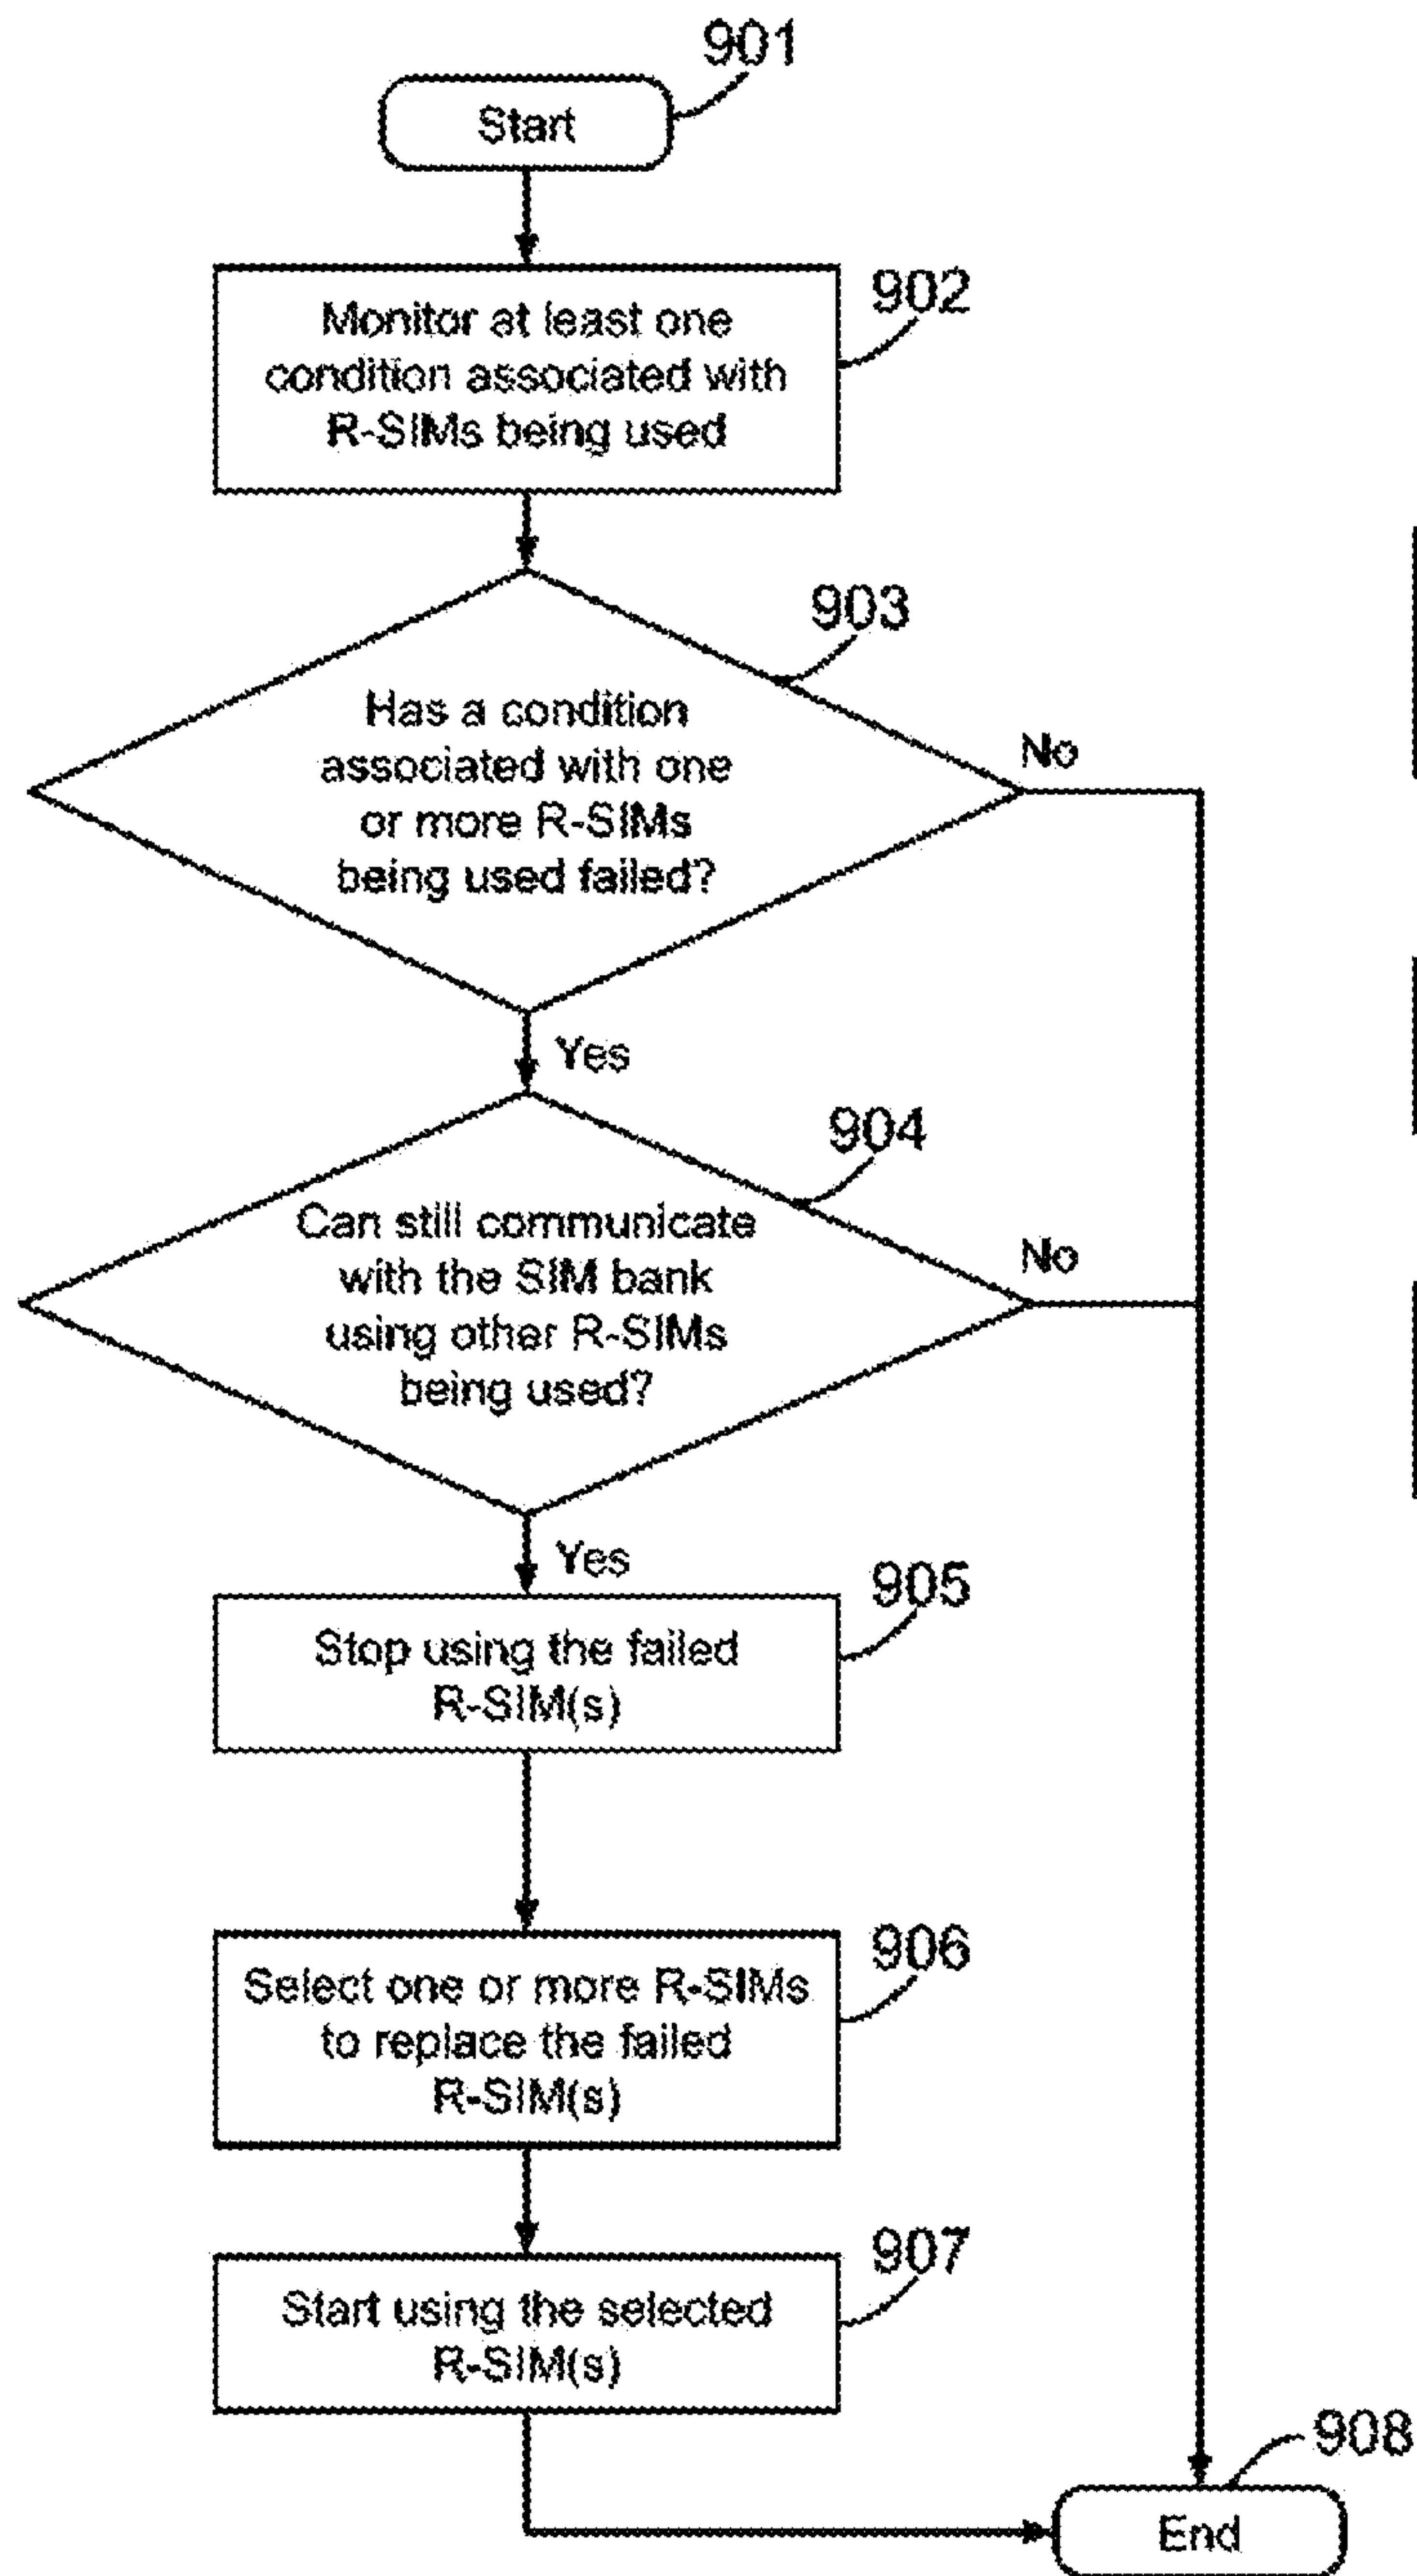 901
Start
902
Monitor at least one
condition associated with
R-SIMs being used
903
Has a condition
associated with one
or more R-SIMs
being used failed?
No
Yes
904
Can still communicate
with the SIM bank
using other R-SIMs
being used?
No
Yes
905
Stop using the failed
R-SIM(s)
906
Select one or more R-SIMs
to replace the failed
R-SIM(s)
907
Start using the selected
R-SIM(s)
908
End